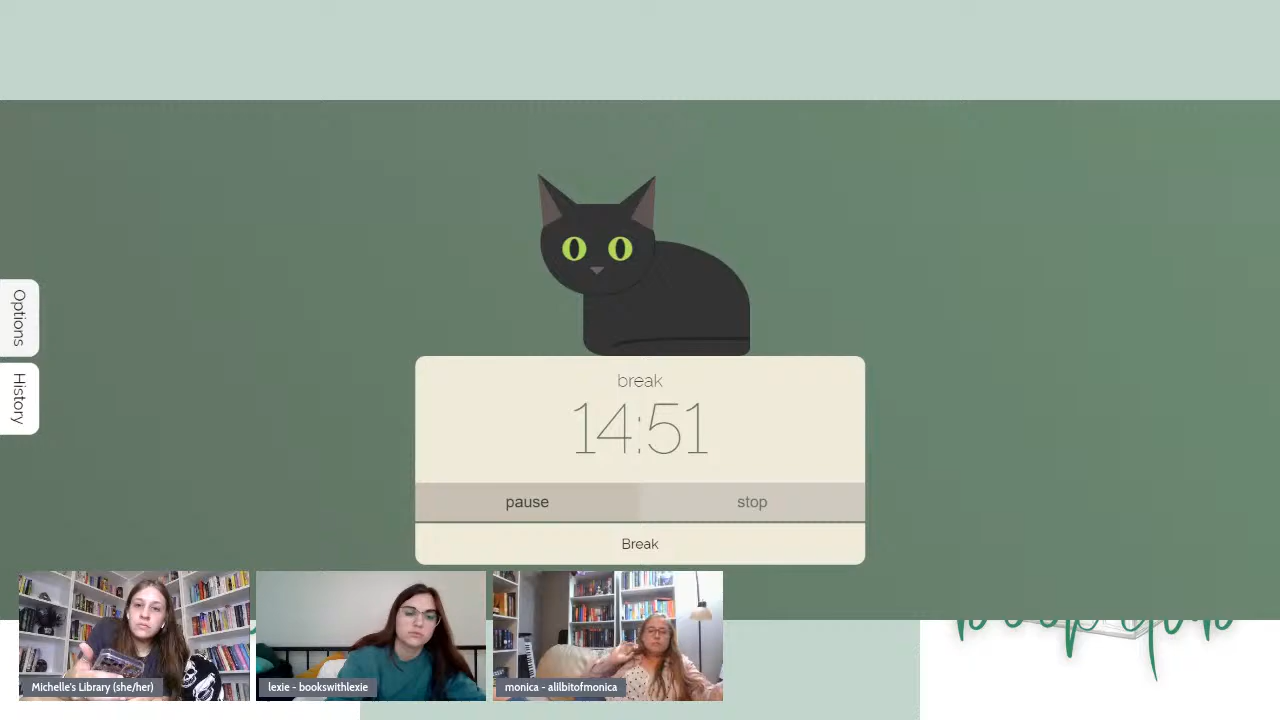 Options
History
break
14:51
pause
stop
Break
Michelle's Library (she/her)
lexie - bookswithlexie
monica - alilbitofmonica